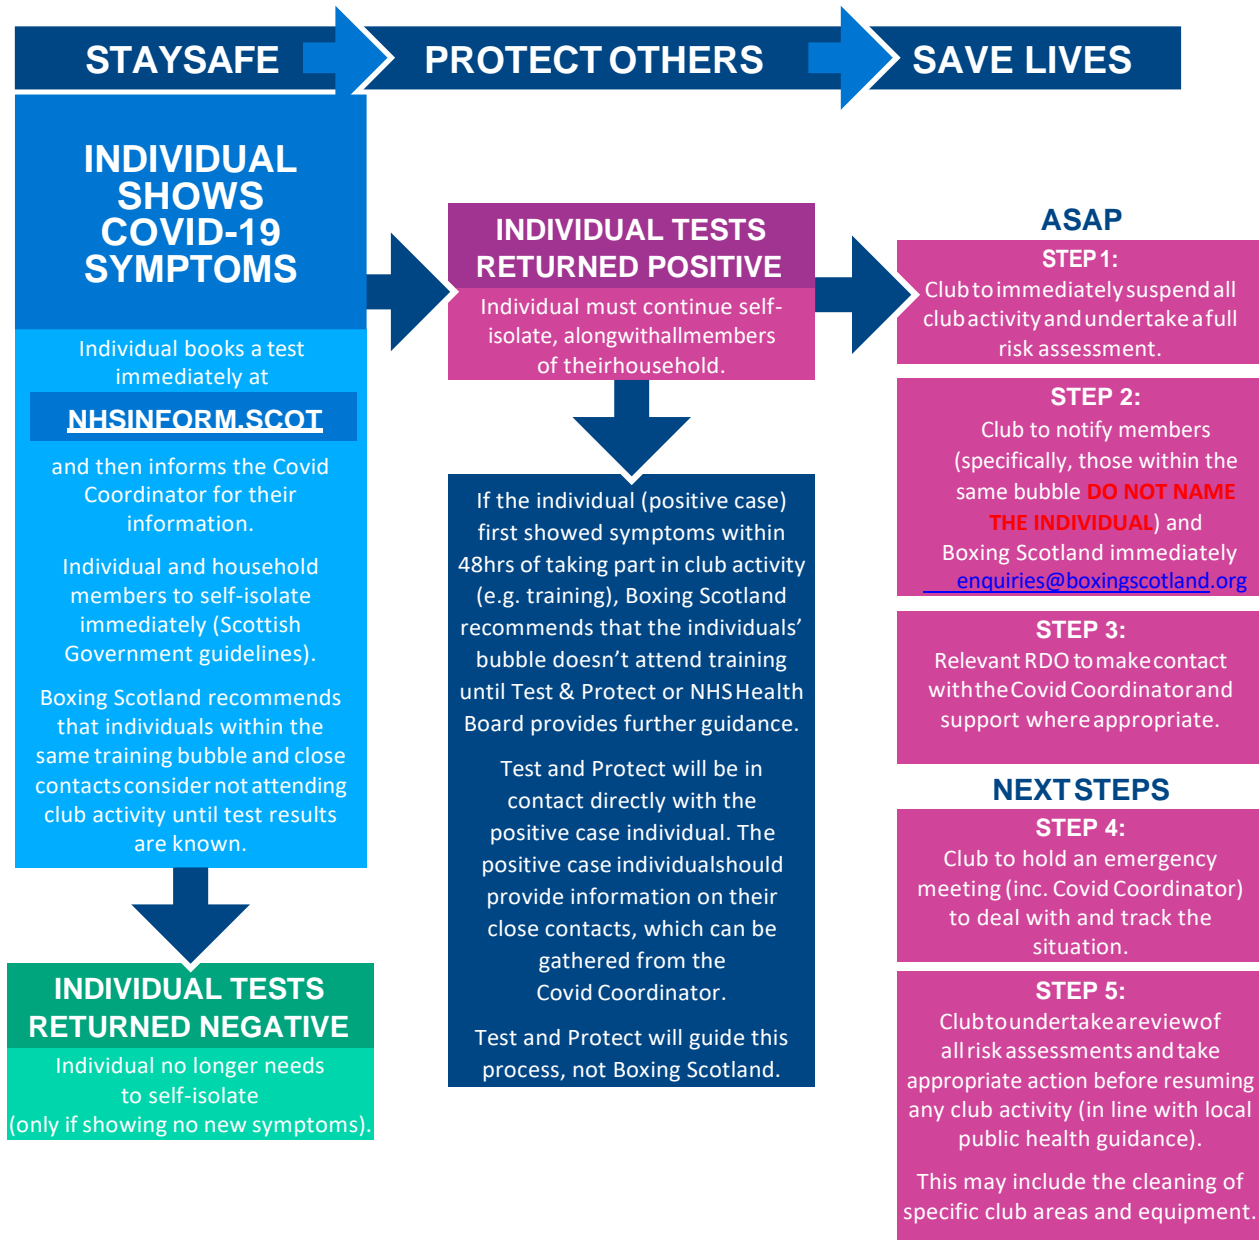 STAYSAFE
PROTECT OTHERS
SAVE LIVES
INDIVIDUAL
SHOWS
COVID-19
SYMPTOMS
Individual books a test
immediately at
NHSINFORM.SCOT
and then informs the Covid
Coordinator for their
information.
Individual and household
members to self-isolate
immediately (Scottish
Government guidelines).
Boxing Scotland recommends
that individuals within the
same training bubble and close
contacts consider not attending
club activity until test results
are known.
INDIVIDUAL TESTS
RETURNED NEGATIVE
Individual no longer needs
to self-isolate
(only if showing no new symptoms).
INDIVIDUAL TESTS
RETURNED POSITIVE
Individual must continue self-
isolate, alongwithallmembers
of theirhousehold.
If the individual (positive case)
first showed symptoms within
48hrs of taking part in club activity
(e.g. training), Boxing Scotland
recommends that the individuals’
bubble doesn’t attend training
until Test & Protect or NHS Health
Board provides further guidance.
Test and Protect will be in
contact directly with the
positive case individual. The
positive case individualshould
provide information on their
close contacts, which can be
gathered from the
Covid Coordinator.
Test and Protect will guide this
process, not Boxing Scotland.
ASAP
STEP 1:
Club to immediately suspend all
club activity and undertake a full
risk assessment.
STEP 2:
Club to notify members
(specifically, those within the
same bubble DO NOT NAME
THE INDIVIDUAL) and
Boxing Scotland immediately
enquiries@boxingscotland.org
STEP 3:
Relevant RDO to make contact
with the Covid Coordinator and
support where appropriate.
NEXT STEPS
STEP 4:
Club to hold an emergency
meeting (inc. Covid Coordinator)
to deal with and track the
situation.
STEP 5:
Clubtoundertakeareviewof
all risk assessments and take
appropriate action before resuming
any club activity (in line with local
public health guidance).
This may include the cleaning of
specific club areas and equipment.